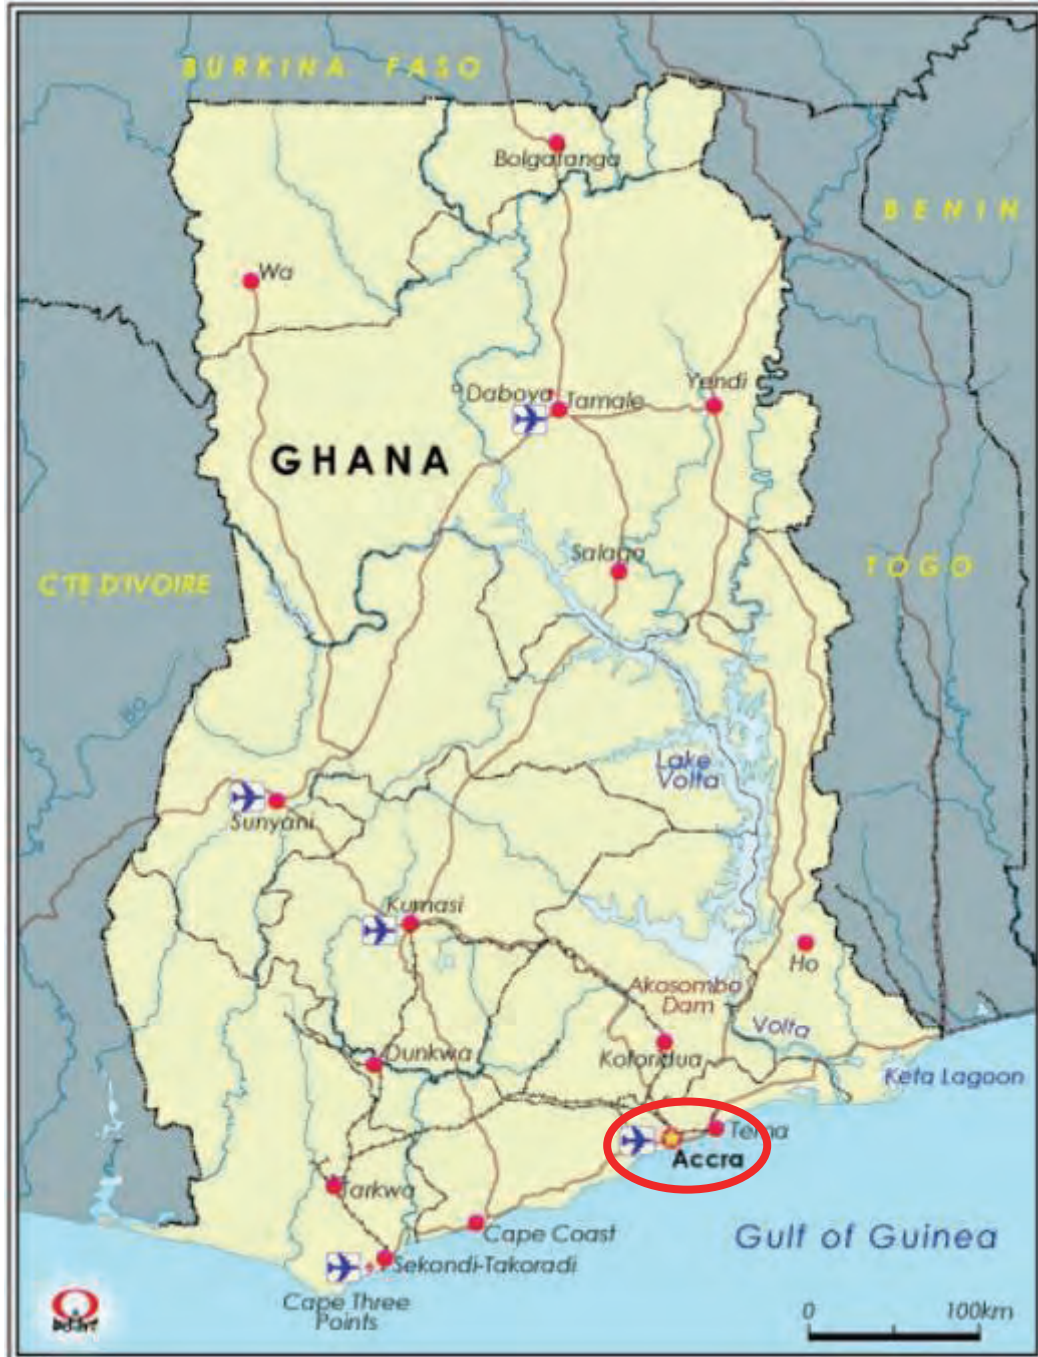 BURKINA FASO
Bolgatanga
BENIN
Wa
Daboya
Tamale
Yendi
GHANA
Salaga
TOGO
C'TE D'IVOIRE
Lake
Volta
Sunyani
Kumasi
Ho
Akosombo
Dam
Volta
Dunkwa
Koforidua
Keta Lagoon
Tema
Accra
Tarkwa
Cape Coast
Gulf of Guinea
Sekondi-Takoradi
Cape Three
Points
0 100km